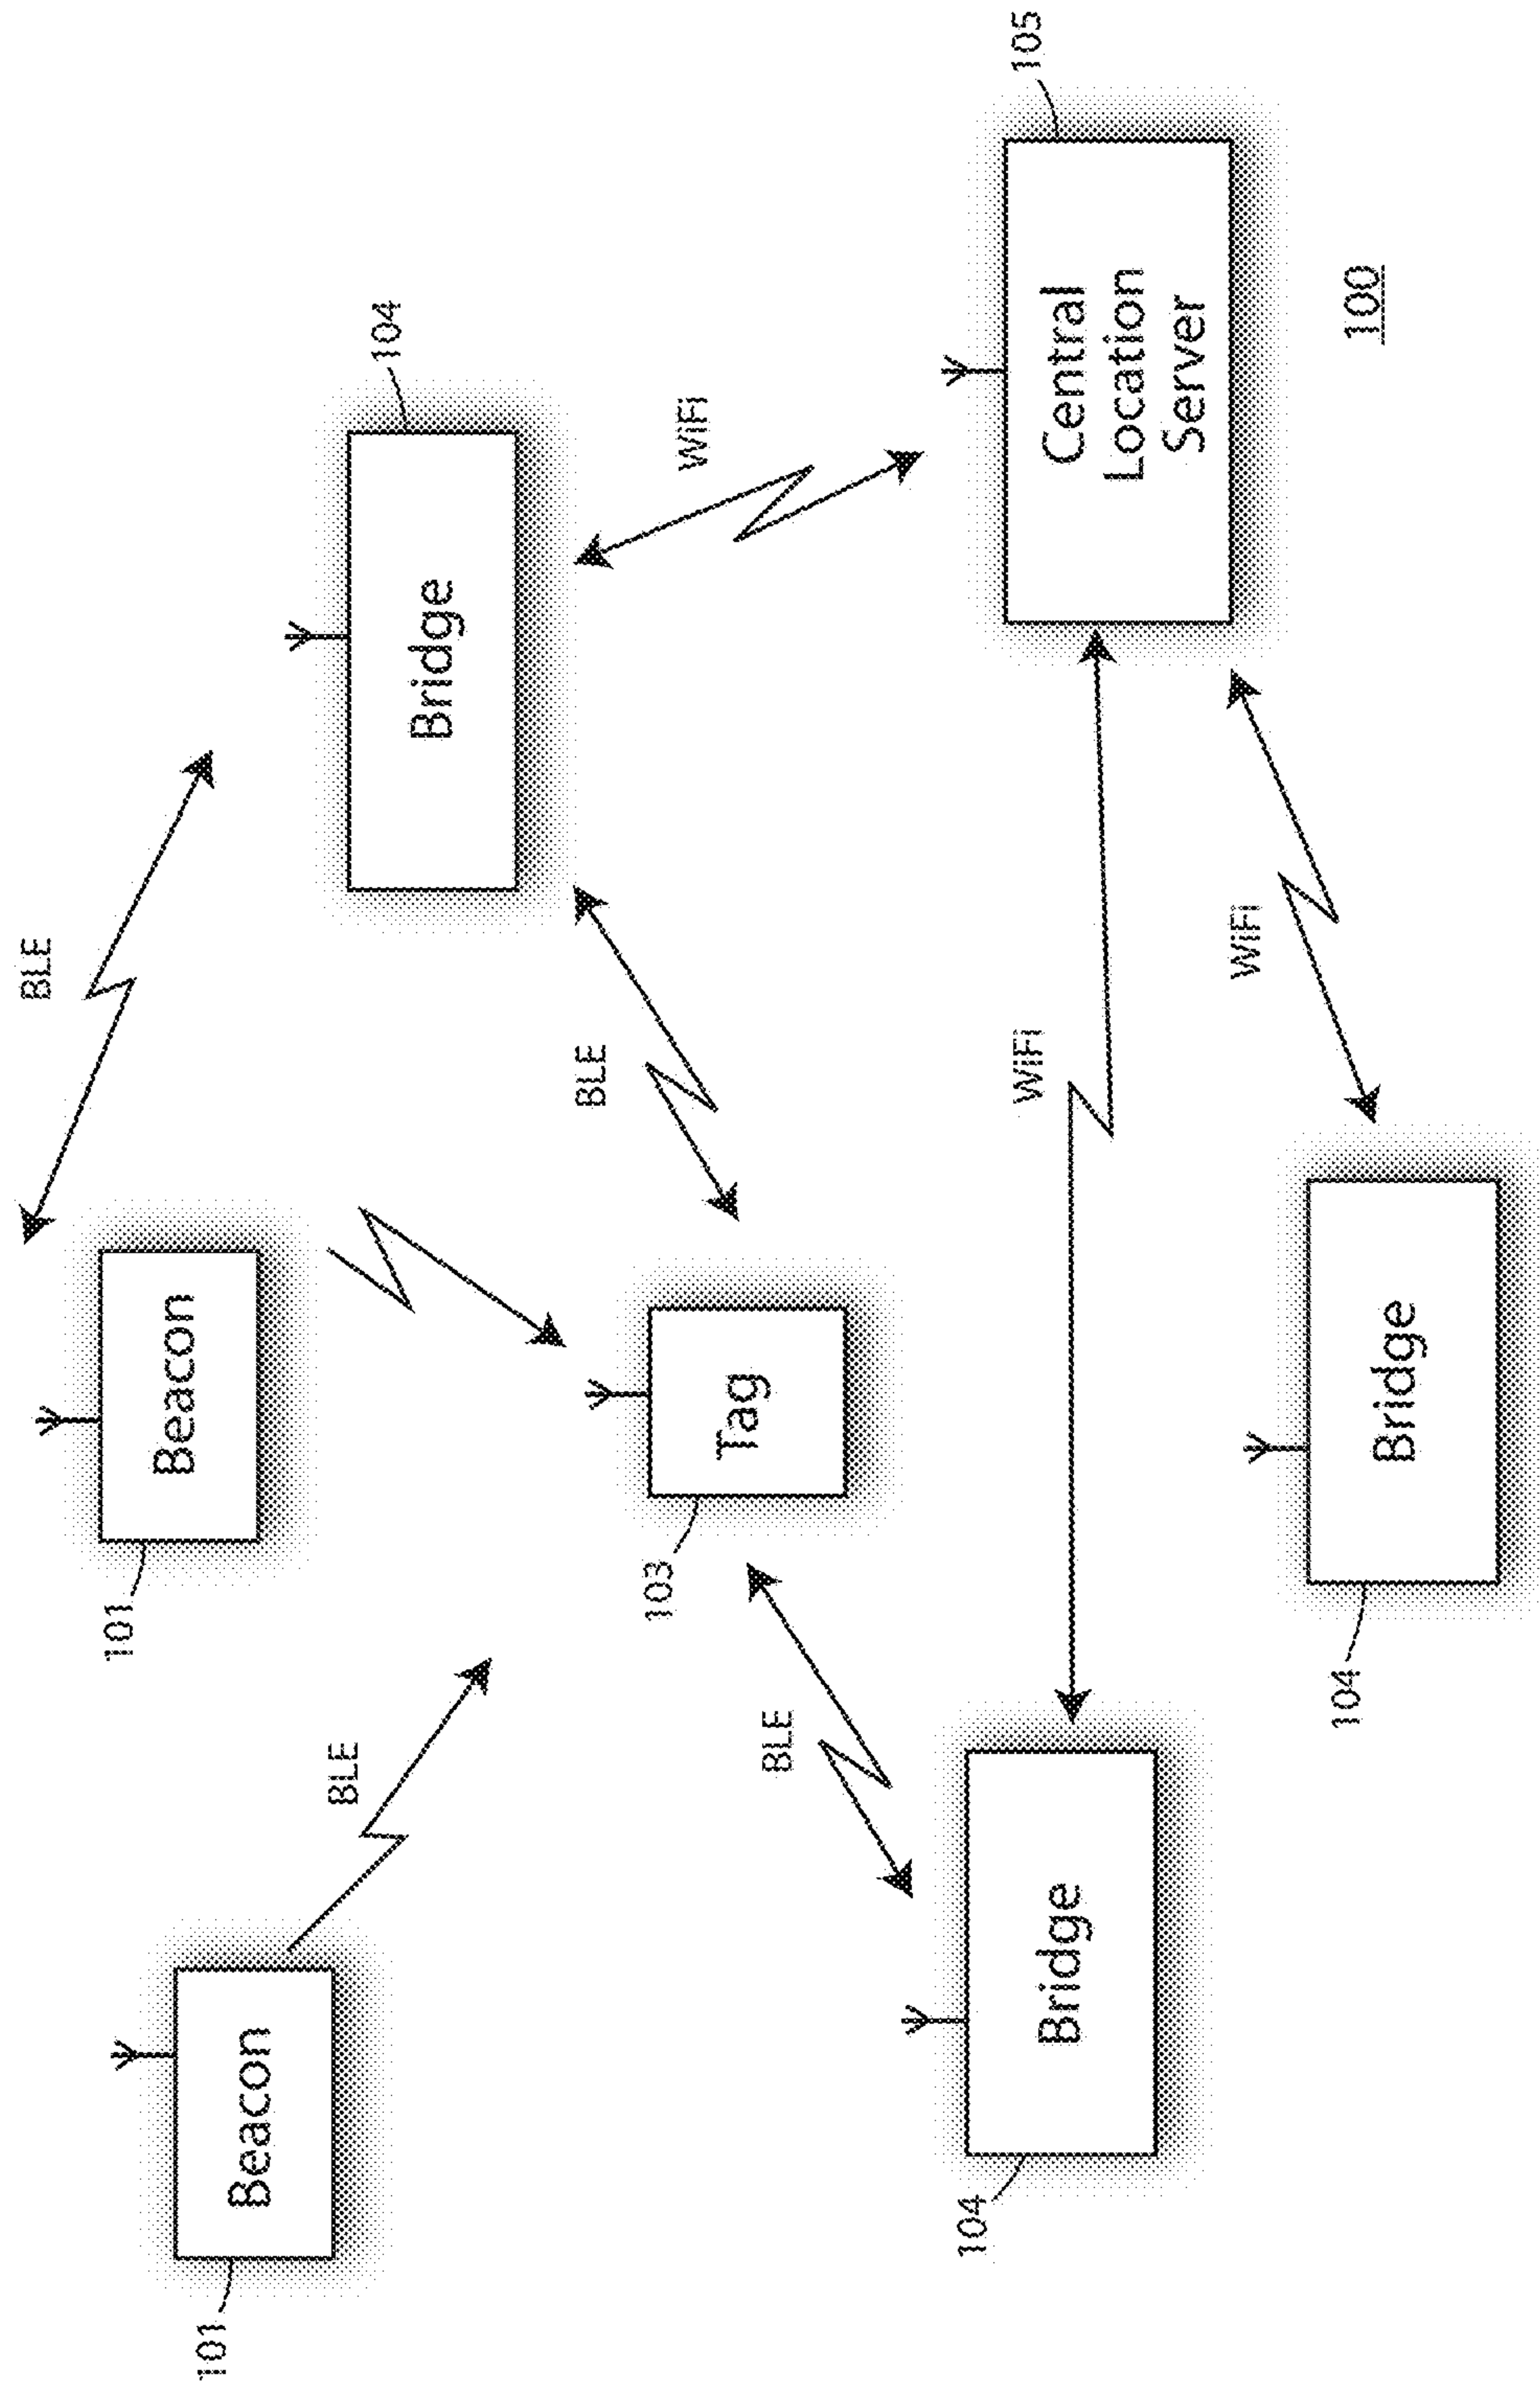 BLE
101
Beacon
101
Beacon
BLE
104
Bridge
BLE
103
WiFi
Tag
BLE
104
WiFi
105
Bridge
Central
Location
Server
WiFi
104
100
Bridge